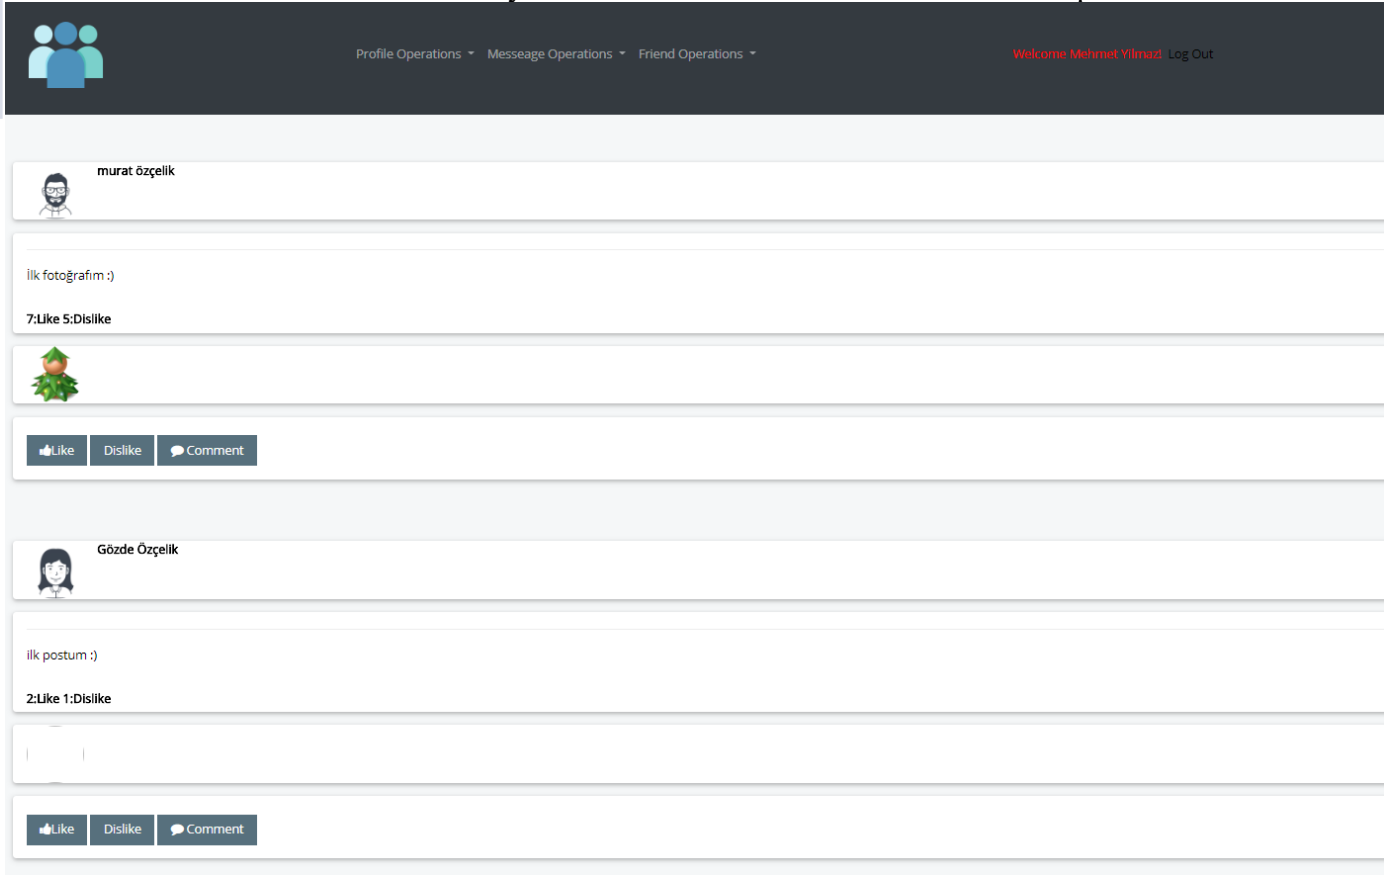 Profile Operations Messeage Operations Friend Operations Welcome Mehmet Yilmaz! Log Out
murat özçelik
İlk fotoğrafım :)
7:Like 5:Dislike
Like Dislike Comment
Gözde Özçelik
ilk postum :)
2:Like 1:Dislike
Like Dislike Comment